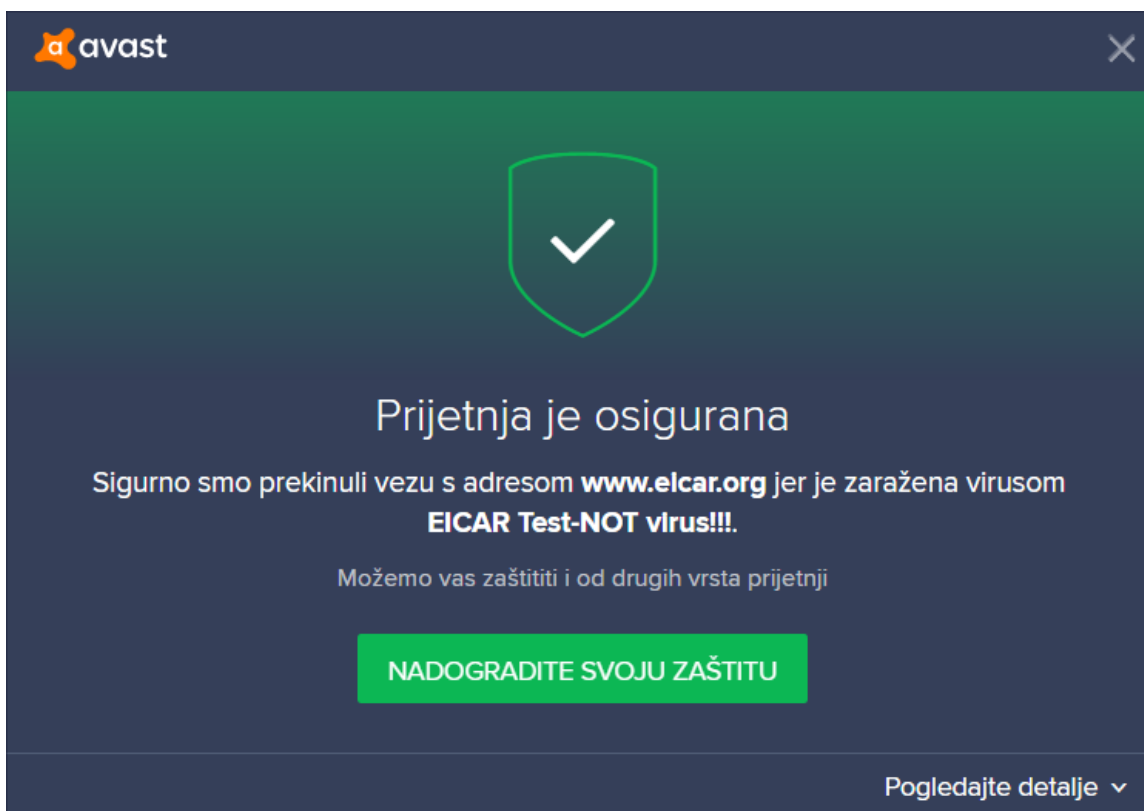 avast
Prijetnja je osigurana
Sigurno smo prekinuli vezu s adresom www.eicar.org jer je zaražena virusom
EICAR Test-NOT virus!!!.
Možemo vas zaštititi i od drugih vrsta prijetnji
NADOGRADITE SVOJU ZAŠTITU
Pogledajte detalje